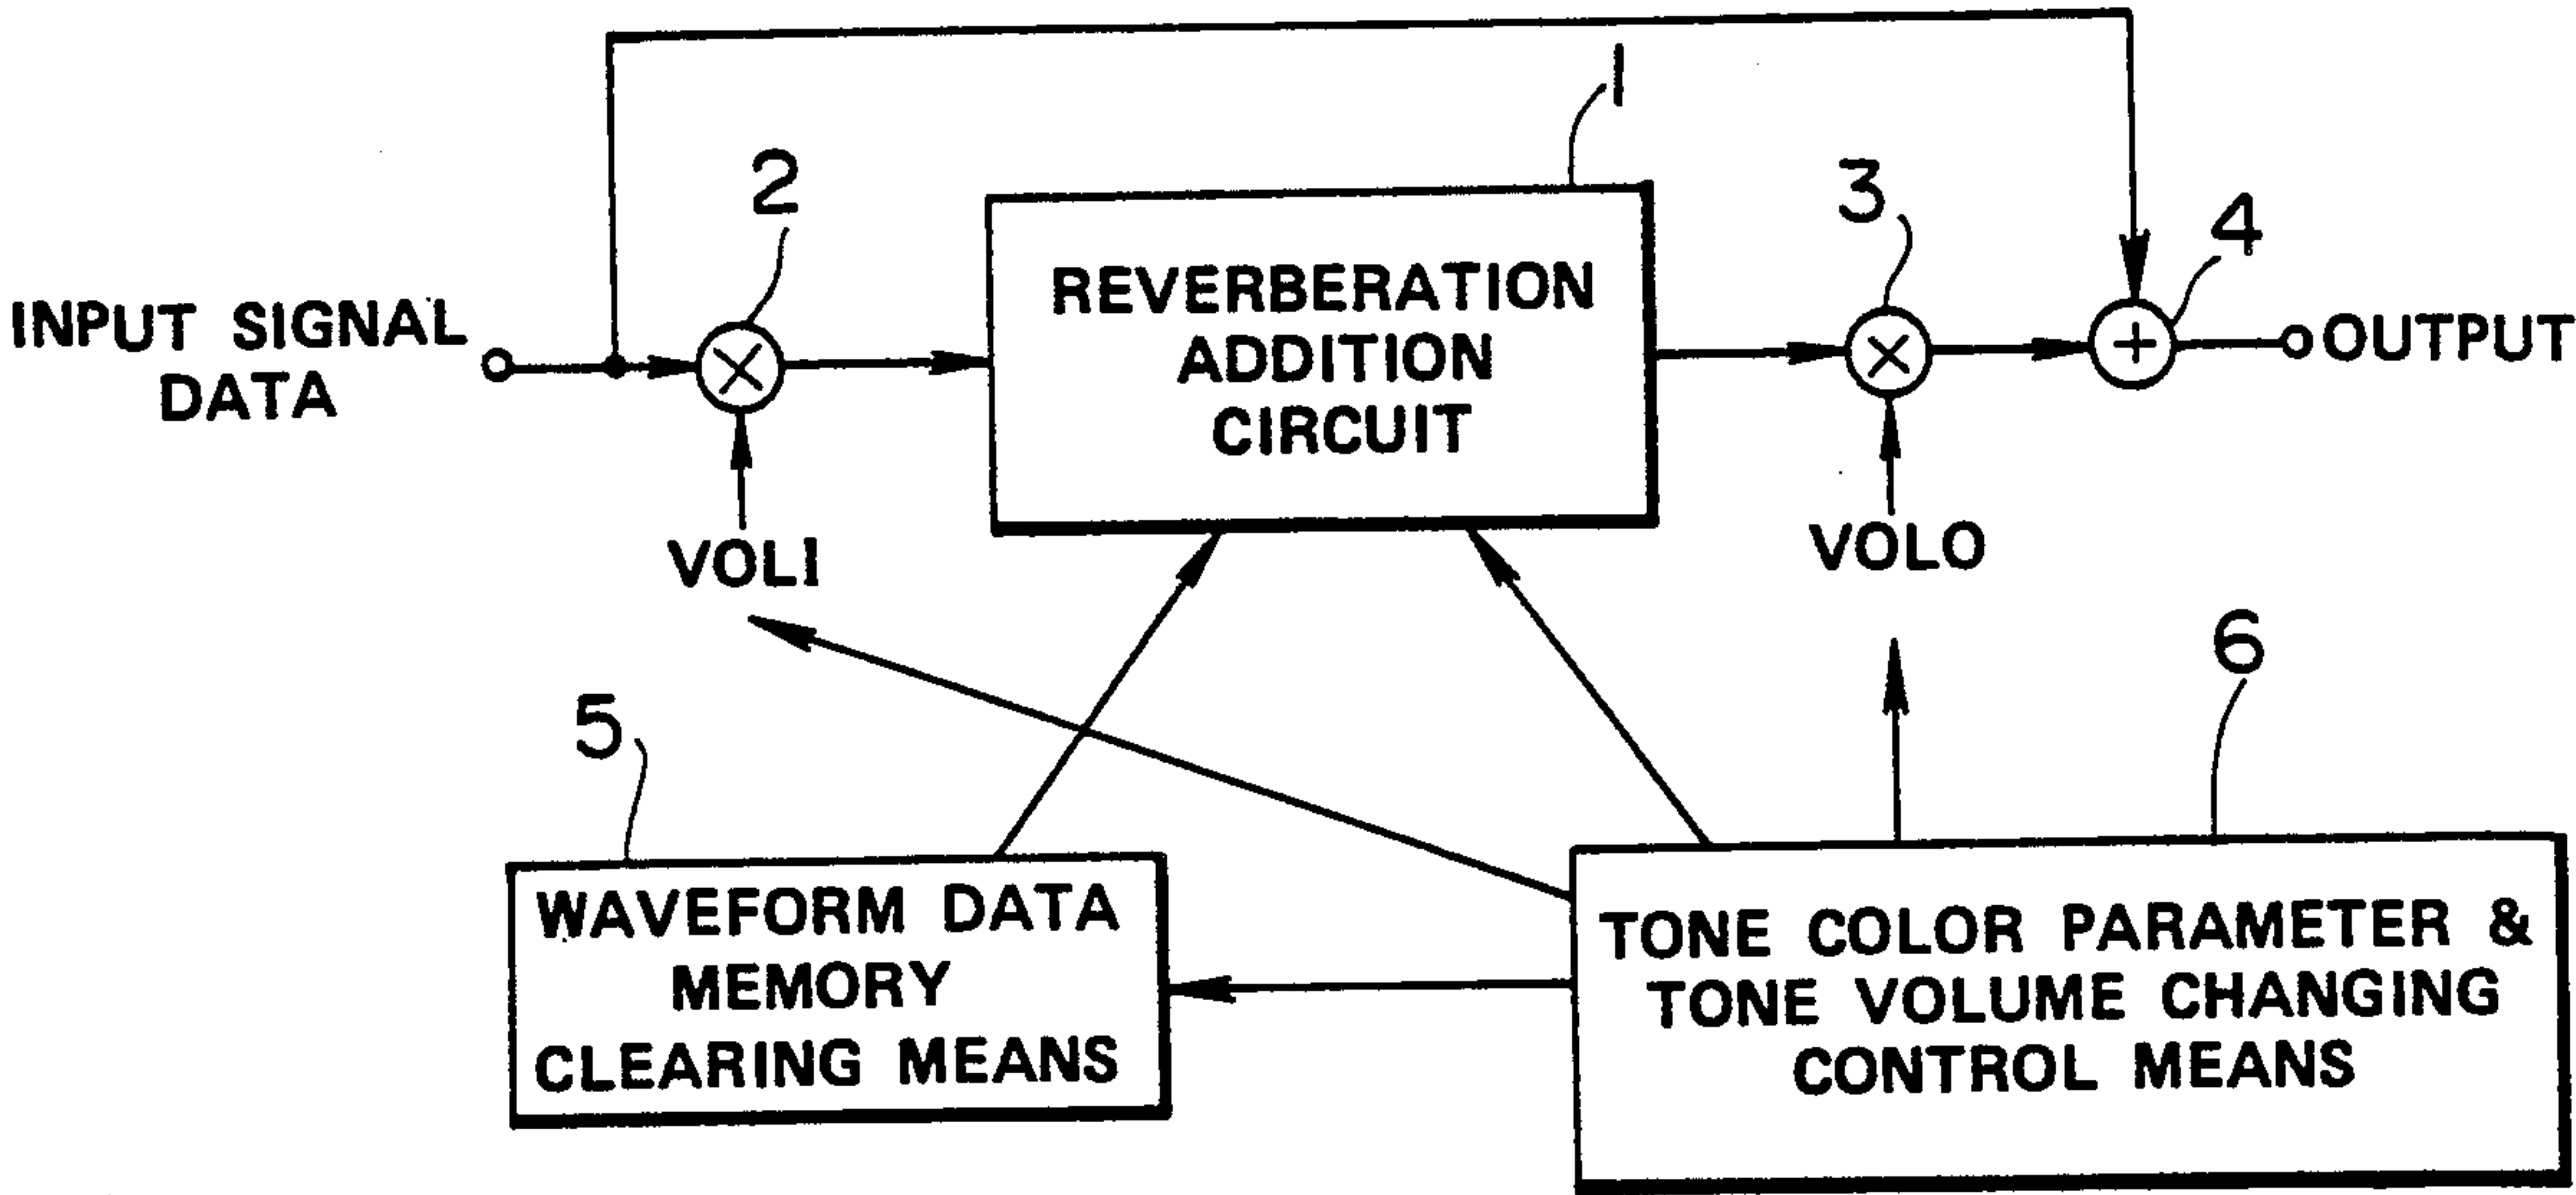 1
2
3
4
INPUT SIGNAL
DATA
REVERBERATION
ADDITION
CIRCUIT
OUTPUT
VOLI
VOLO
5
6
WAVEFORM DATA
MEMORY
CLEARING MEANS
TONE COLOR PARAMETER &
TONE VOLUME CHANGING
CONTROL MEANS